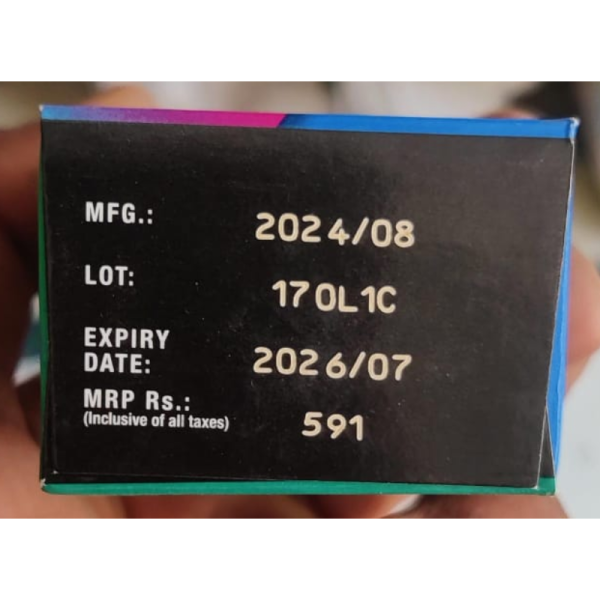 MFG.: 2024/08
LOT: 170L1C
EXPIRY
DATE: 2026/07
MRP Rs.: 591
(Inclusive of all taxes)